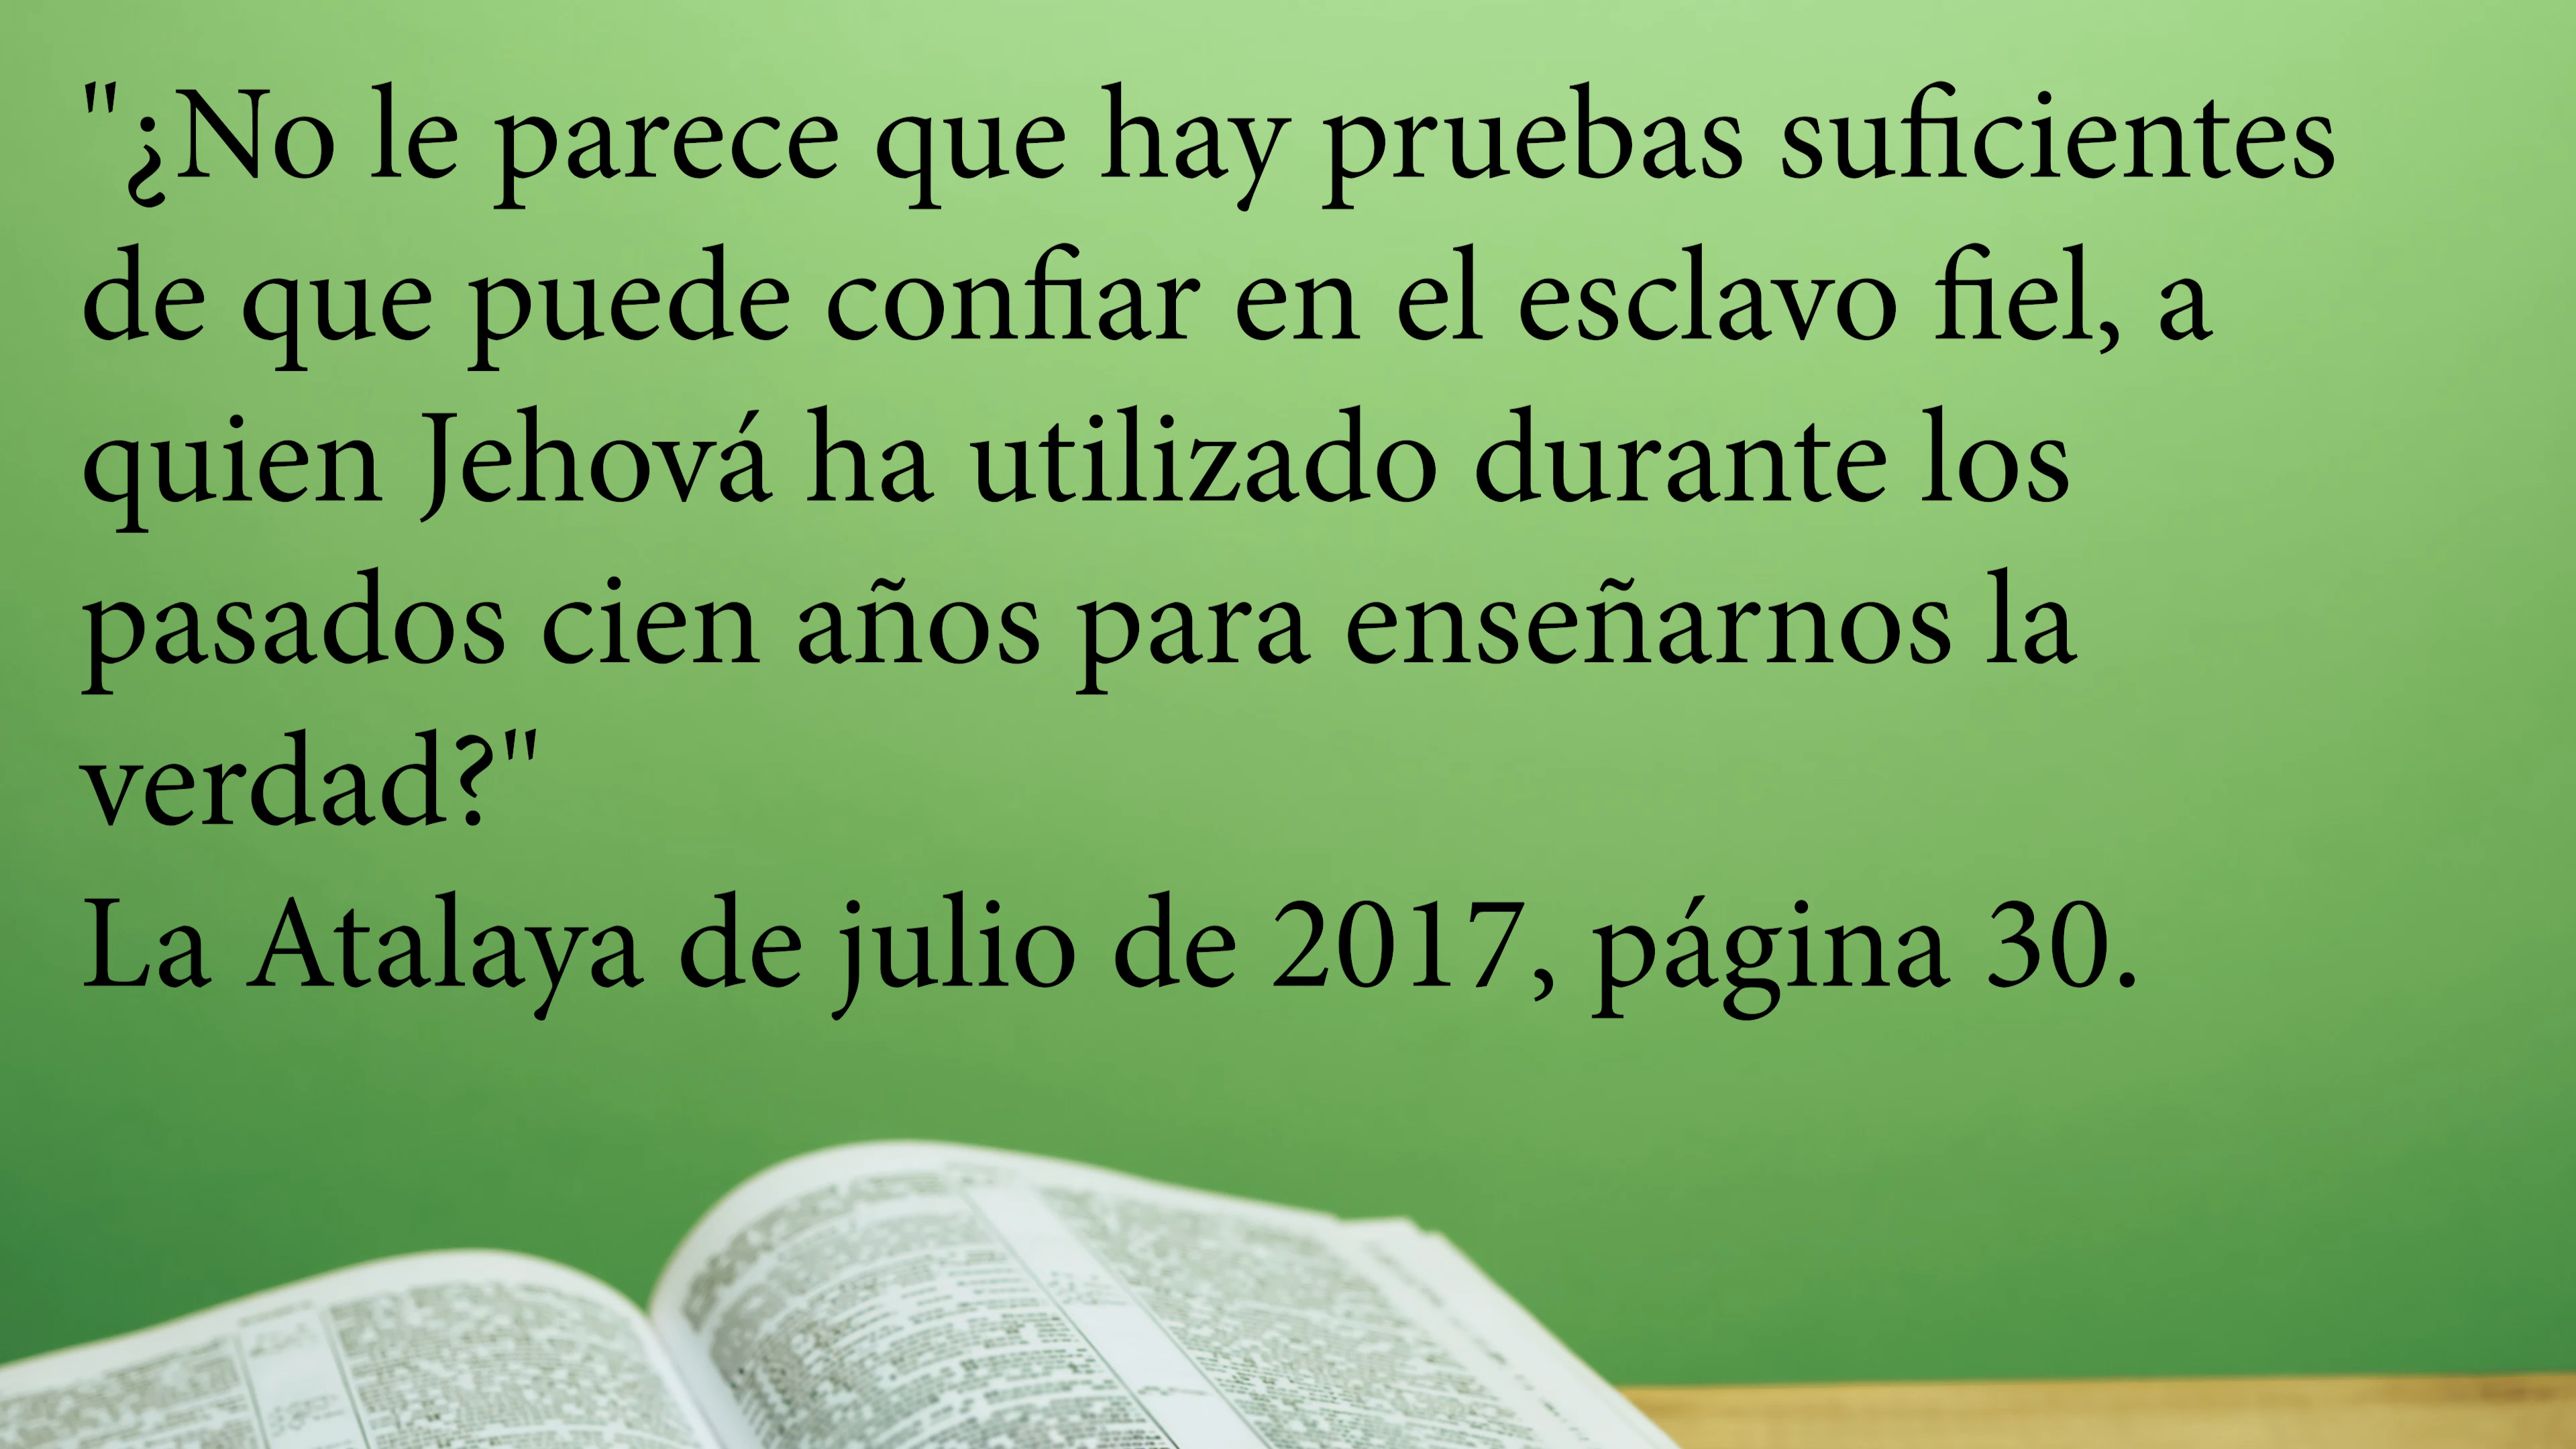 "¿No le parece que hay pruebas suficientes
de que puede confiar en el esclavo fiel, a
quien Jehová ha utilizado durante los
pasados cien años para enseñarnos la
verdad?"
La Atalaya de julio de 2017, página 30.